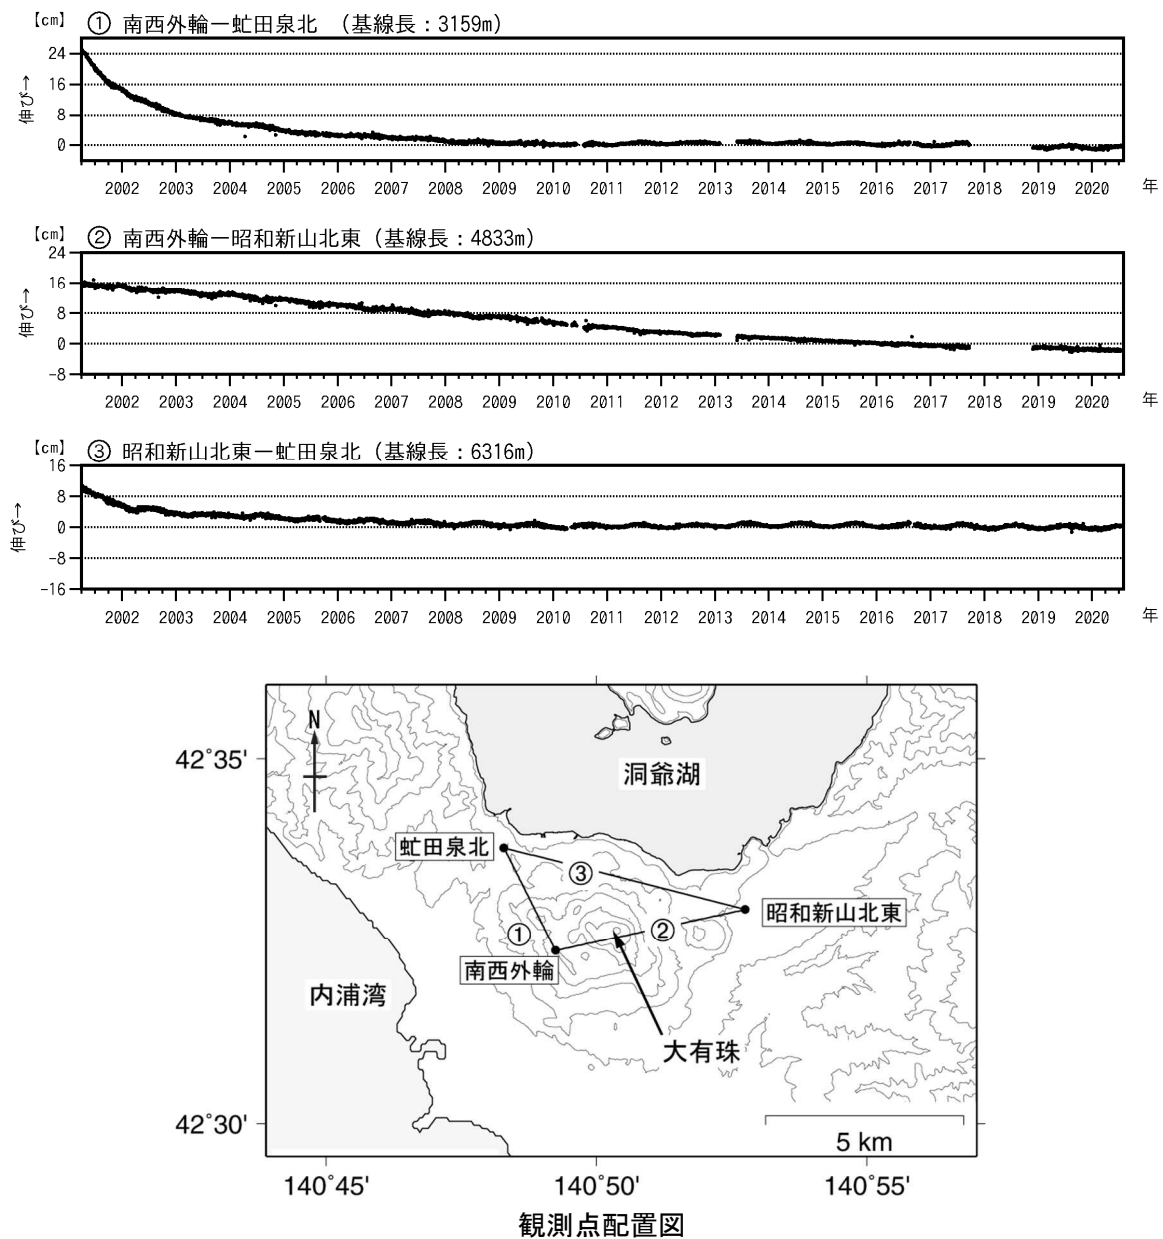 【cm】 ① 南西外輪ー虻田泉北 （基線長：3159m）
24
16
8
0
伸び→
2002 2003 2004 2005 2006 2007 2008 2009 2010 2011 2012 2013 2014 2015 2016 2017 2018 2019 2020 年
【cm】 ② 南西外輪ー昭和新山北東（基線長：4833m）
24
16
8
0
-8
伸び→
2002 2003 2004 2005 2006 2007 2008 2009 2010 2011 2012 2013 2014 2015 2016 2017 2018 2019 2020 年
【cm】 ③ 昭和新山北東ー虻田泉北（基線長：6316m）
16
8
0
-8
-16
伸び→
2002 2003 2004 2005 2006 2007 2008 2009 2010 2011 2012 2013 2014 2015 2016 2017 2018 2019 2020 年
N
42°35'
洞爺湖
虻田泉北
③
昭和新山北東
①
②
南西外輪
内浦湾
大有珠
42°30'
5 km
140°45' 140°50' 140°55'
観測点配置図